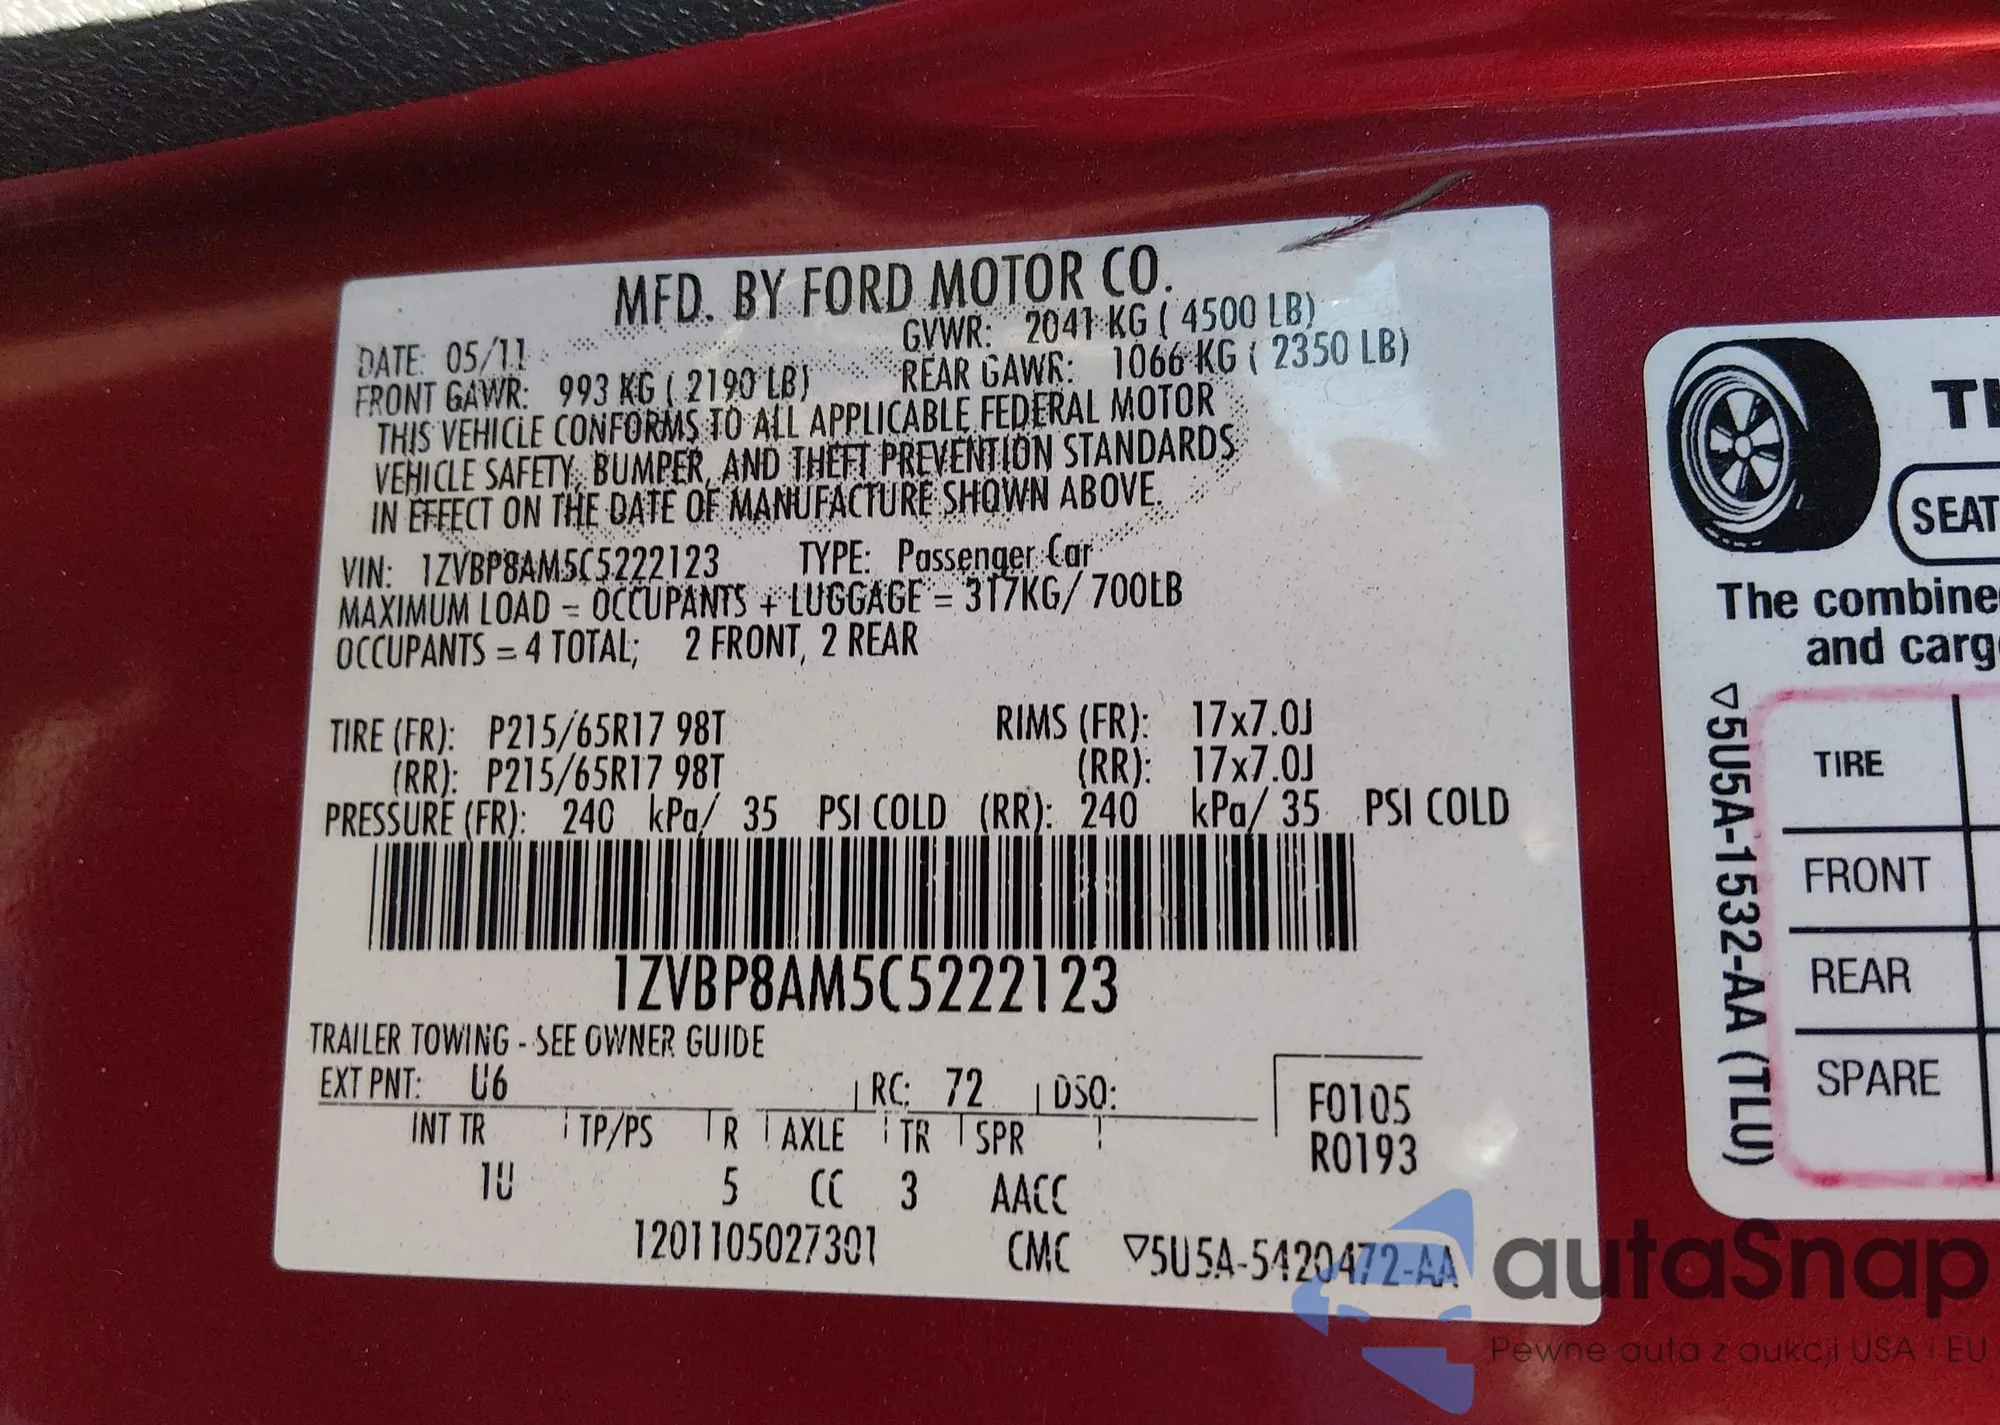 MFD. BY FORD MOTOR CO.
DATE: 05/11 GVWR: 2041 KG ( 4500 LB)
FRONT GAWR: 993 KG ( 2190 LB) REAR GAWR: 1066 KG ( 2350 LB)
THIS VEHICLE CONFORMS TO ALL APPLICABLE FEDERAL MOTOR
VEHICLE SAFETY, BUMPER, AND THEFT PREVENTION STANDARDS
IN EFFECT ON THE DATE OF MANUFACTURE SHOWN ABOVE.
VIN: 1ZVBP8AM5C5222123 TYPE: Passenger Car
MAXIMUM LOAD = OCCUPANTS + LUGGAGE = 317KG/ 700LB
OCCUPANTS = 4 TOTAL; 2 FRONT, 2 REAR
TIRE (FR): P215/65R17 98T RIMS (FR): 17x7.0J
(RR): P215/65R17 98T (RR): 17x7.0J
PRESSURE (FR): 240 kPa/ 35 PSI COLD (RR): 240 kPa/ 35 PSI COLD
1ZVBP8AM5C5222123
TRAILER TOWING - SEE OWNER GUIDE
EXT PNT: U6 RC: 72 DSO:
INT TR TP/PS R AXLE TR SPR
1U 5 CC 3 AACC
F0105
R0193
1201105027301 CMC ▽5U5A-5420472-AA
SEAT
The combine
and carg
▽5U5A-1532-AA (TLU)
TIRE
FRONT
REAR
SPARE
autaSnap
Pewne auta z aukcji USA i EU